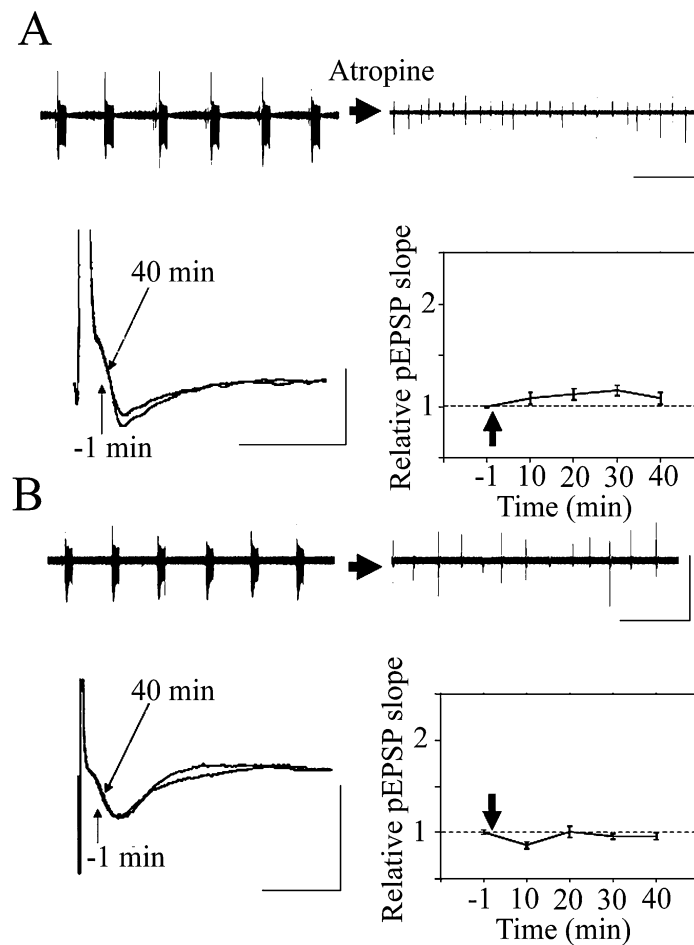 A
Atropine
40 min
-1 min
Relative pEPSP slope
2
1
-1 10 20 30 40
Time (min)
B
40 min
-1 min
Relative pEPSP slope
2
1
-1 10 20 30 40
Time (min)